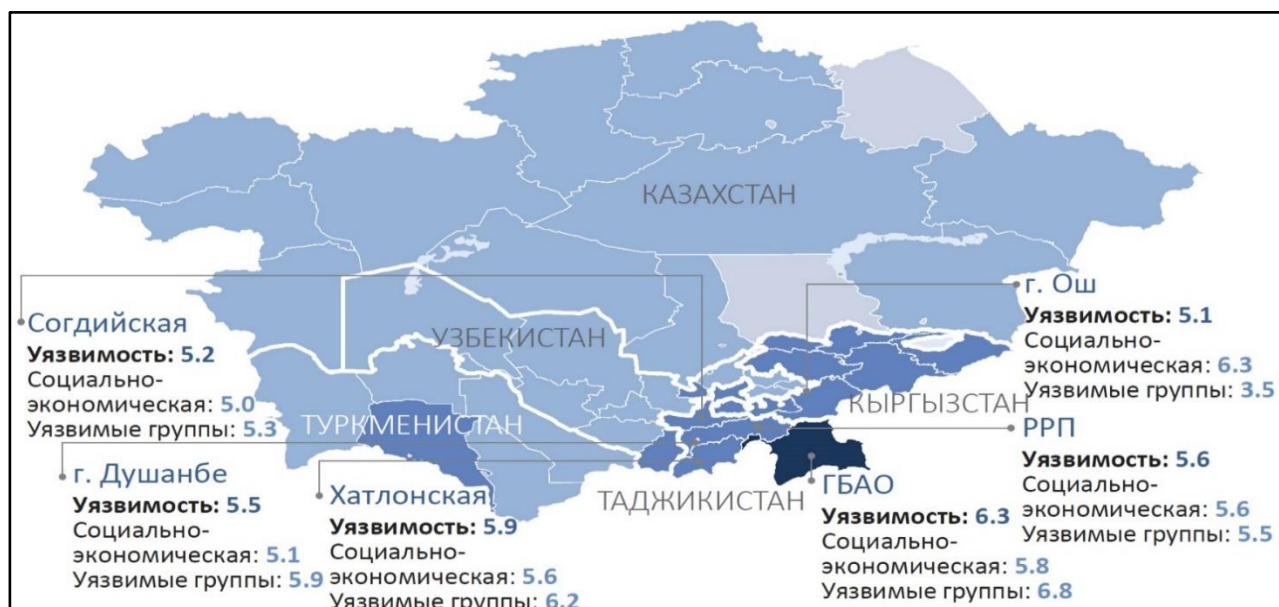 КАЗАХСТАН
УЗБЕКИСТАН
ТУРКМЕНИСТАН
КЫРГЫЗСТАН
ТАДЖИКИСТАН
Согдийская
Уязвимость: 5.2
Социально-
экономическая: 5.0
Уязвимые группы: 5.3
г. Душанбе
Уязвимость: 5.5
Социально-
экономическая: 5.1
Уязвимые группы: 5.9
Хатлонская
Уязвимость: 5.9
Социально-
экономическая: 5.6
Уязвимые группы: 6.2
ГБАО
Уязвимость: 6.3
Социально-
экономическая: 5.8
Уязвимые группы: 6.8
г. Ош
Уязвимость: 5.1
Социально-
экономическая: 6.3
Уязвимые группы: 3.5
РРП
Уязвимость: 5.6
Социально-
экономическая: 5.6
Уязвимые группы: 5.5